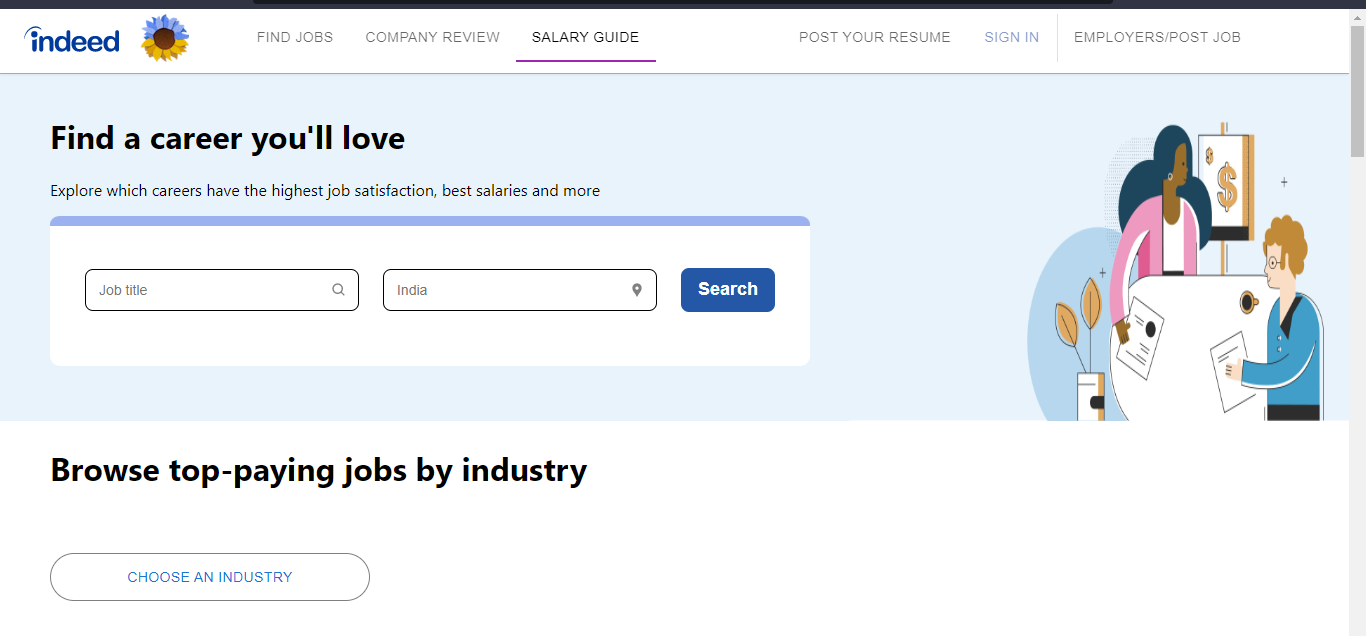 indeed FIND JOBS COMPANY REVIEW SALARY GUIDE POST YOUR RESUME SIGN IN EMPLOYERS/POST JOB
Find a career you'll love
Explore which careers have the highest job satisfaction, best salaries and more
Job title India Search
$
$
Browse top-paying jobs by industry
CHOOSE AN INDUSTRY